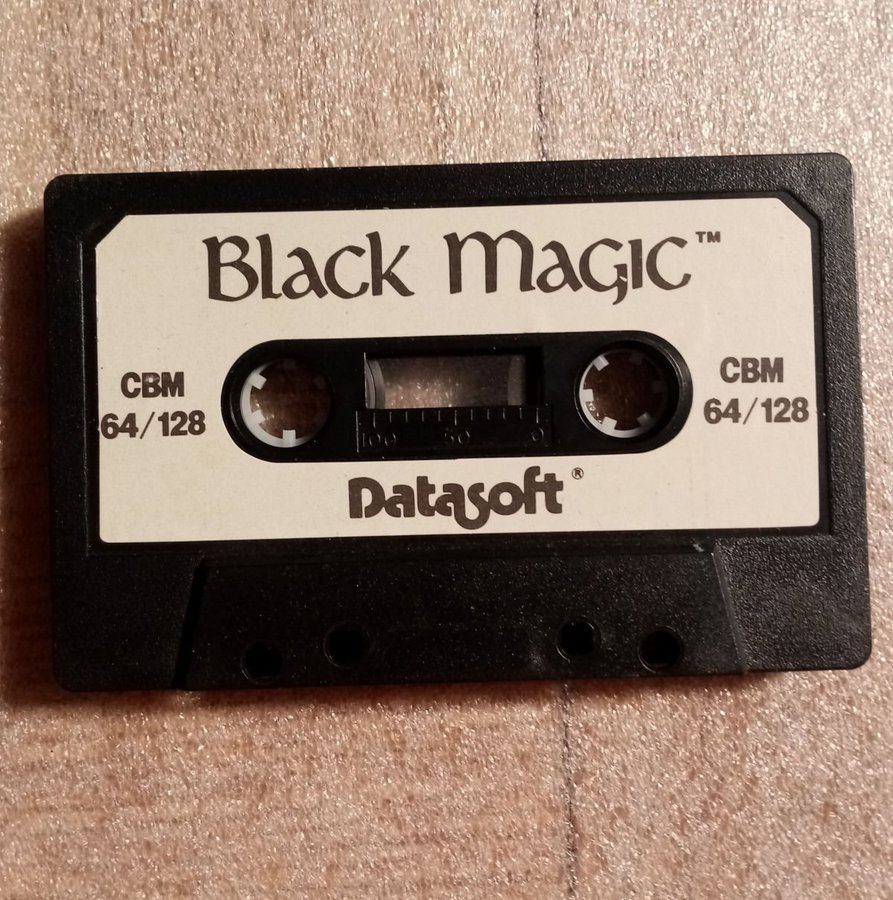 Black Magic™
CBM
64/128
CBM
64/128
100 50 0
Datasoft®